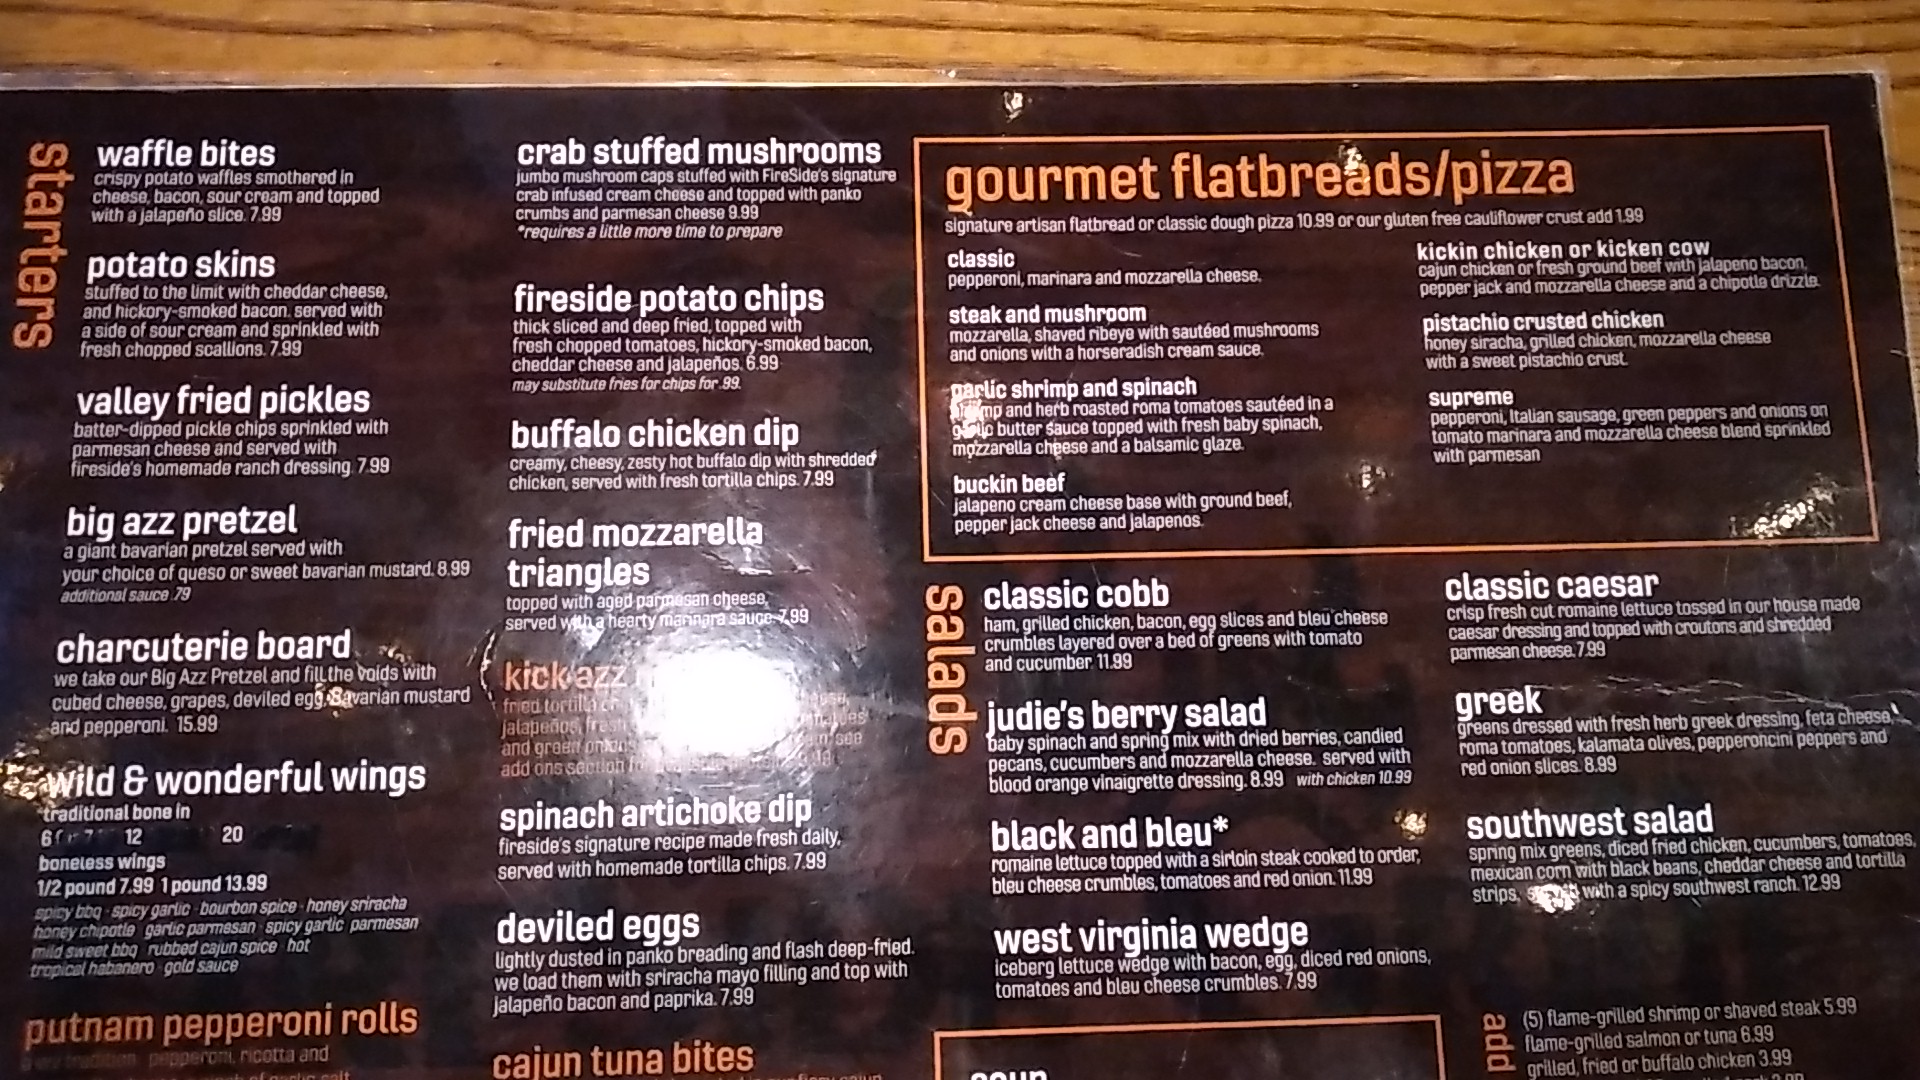 starters
waffle bites
crispy potato waffles smothered in
cheese, bacon, sour cream and topped
with a jalapeño slice. 7.99
potato skins
stuffed to the limit with cheddar cheese,
and hickory-smoked bacon. served with
a side of sour cream and sprinkled with
fresh chopped scallions. 7.99
valley fried pickles
batter-dipped pickle chips sprinkled with
parmesan cheese and served with
fireside's homemade ranch dressing. 7.99
big azz pretzel
a giant bavarian pretzel served with
your choice of queso or sweet bavarian mustard. 8.99
additional sauce .79
charcuterie board
we take our Big Azz Pretzel and fill the voids with
cubed cheese, grapes, deviled egg, Bavarian mustard
and pepperoni. 15.99
wild & wonderful wings
traditional bone in
6 12 20
boneless wings
1/2 pound 7.99 1 pound 13.99
spicy bbq · spicy garlic · bourbon spice · honey sriracha
honey chipotle · garlic parmesan · spicy garlic parmesan
mild sweet bbq · rubbed cajun spice · hot
tropical habanero · gold sauce
putnam pepperoni rolls
pepperoni, ricotta and
of garlic salt
crab stuffed mushrooms
jumbo mushroom caps stuffed with FireSide's signature
crab infused cream cheese and topped with panko
crumbs and parmesan cheese 9.99
*requires a little more time to prepare
fireside potato chips
thick sliced and deep fried, topped with
fresh chopped tomatoes, hickory-smoked bacon,
cheddar cheese and jalapeños. 6.99
may substitute fries for chips for .99.
buffalo chicken dip
creamy, cheesy, zesty hot buffalo dip with shredded
chicken, served with fresh tortilla chips. 7.99
fried mozzarella
triangles
topped with aged parmesan cheese,
served with a hearty marinara sauce. 7.99
kick azz
fried tortilla
jalapeños, fresh
and green onions see
add ons section
spinach artichoke dip
fireside's signature recipe made fresh daily,
served with homemade tortilla chips. 7.99
deviled eggs
lightly dusted in panko breading and flash deep-fried.
we load them with sriracha mayo filling and top with
jalapeño bacon and paprika. 7.99
cajun tuna bites
gourmet flatbreads/pizza
signature artisan flatbread or classic dough pizza 10.99 or our gluten free cauliflower crust add 1.99
classic
pepperoni, marinara and mozzarella cheese.
steak and mushroom
mozzarella, shaved ribeye with sautéed mushrooms
and onions with a horseradish cream sauce.
garlic shrimp and spinach
shrimp and herb roasted roma tomatoes sautéed in a
garlic butter sauce topped with fresh baby spinach,
mozzarella cheese and a balsamic glaze.
buckin beef
jalapeno cream cheese base with ground beef,
pepper jack cheese and jalapenos.
kickin chicken or kicken cow
cajun chicken or fresh ground beef with jalapeno bacon,
pepper jack and mozzarella cheese and a chipotle drizzle.
pistachio crusted chicken
honey siracha, grilled chicken, mozzarella cheese
with a sweet pistachio crust.
supreme
pepperoni, Italian sausage, green peppers and onions on
tomato marinara and mozzarella cheese blend sprinkled
with parmesan
salads
classic cobb
ham, grilled chicken, bacon, egg slices and bleu cheese
crumbles layered over a bed of greens with tomato
and cucumber 11.99
judie's berry salad
baby spinach and spring mix with dried berries, candied
pecans, cucumbers and mozzarella cheese. served with
blood orange vinaigrette dressing. 8.99 with chicken 10.99
black and bleu*
romaine lettuce topped with a sirloin steak cooked to order,
bleu cheese crumbles, tomatoes and red onion. 11.99
west virginia wedge
iceberg lettuce wedge with bacon, egg, diced red onions,
tomatoes and bleu cheese crumbles. 7.99
classic caesar
crisp fresh cut romaine lettuce tossed in our house made
caesar dressing and topped with croutons and shredded
parmesan cheese. 7.99
greek
greens dressed with fresh herb greek dressing, feta cheese,
roma tomatoes, kalamata olives, pepperoncini peppers and
red onion slices. 8.99
southwest salad
spring mix greens, diced fried chicken, cucumbers, tomatoes,
mexican corn with black beans, cheddar cheese and tortilla
strips. served with a spicy southwest ranch. 12.99
add
(5) flame-grilled shrimp or shaved steak 5.99
flame-grilled salmon or tuna 6.99
grilled, fried or buffalo chicken 3.99
soup